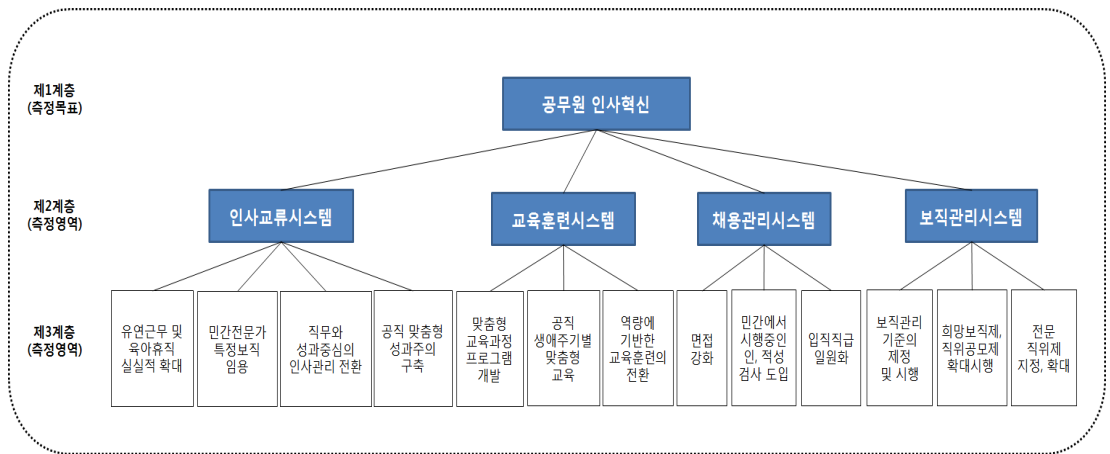 제1계층
(측정목표)
공무원 인사혁신
제2계층
(측정영역)
인사교류시스템
교육훈련시스템
채용관리시스템
보직관리시스템
제3계층
(측정영역)
유연근무 및
육아휴직
실실적 확대
민간전문가
특정보직
임용
직무와
성과중심의
인사관리 전환
공직 맞춤형
성과주의
구축
맞춤형
교육과정
프로그램
개발
공직
생애주기별
맞춤형
교육
역량에
기반한
교육훈련의
전환
면접
강화
민간에서
시행중인
인, 적성
검사 도입
입직직급
일원화
보직관리
기준의
제정
및 시행
희망보직제,
직위공모제
확대시행
전문
직위제
지정, 확대